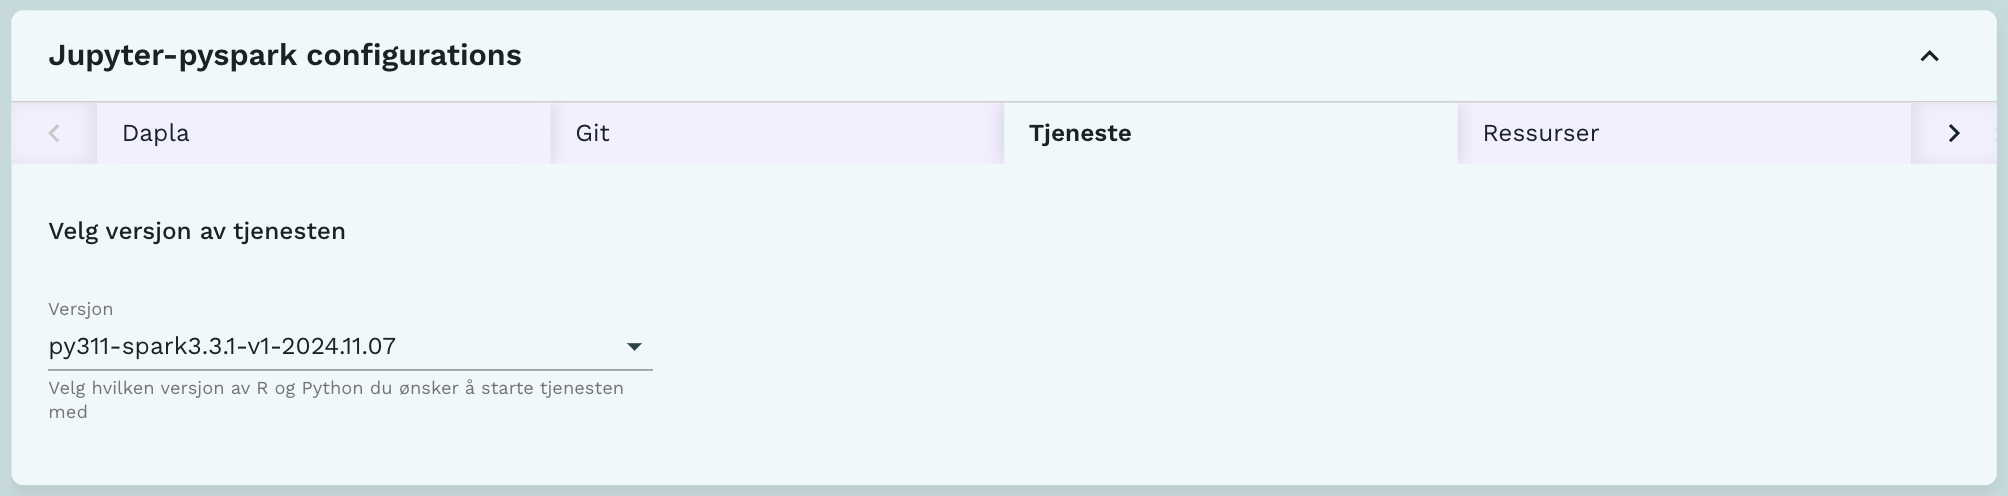 Jupyter-pyspark configurations
Dapla
Git
Tjeneste
Ressurser
Velg versjon av tjenesten
Versjon
py311-spark3.3.1-v1-2024.11.07
Velg hvilken versjon av R og Python du ønsker å starte tjenesten
med